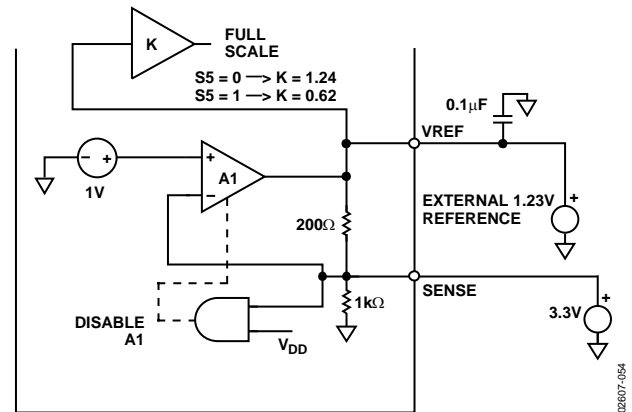 K
FULL
SCALE
S5 = 0 —> K = 1.24
S5 = 1 —> K = 0.62
0.1μF
VREF
– +
1V
+
A1
–
EXTERNAL 1.23V
REFERENCE
+
200Ω
SENSE
1kΩ
DISABLE
A1
VDD
3.3V
+
02607-054